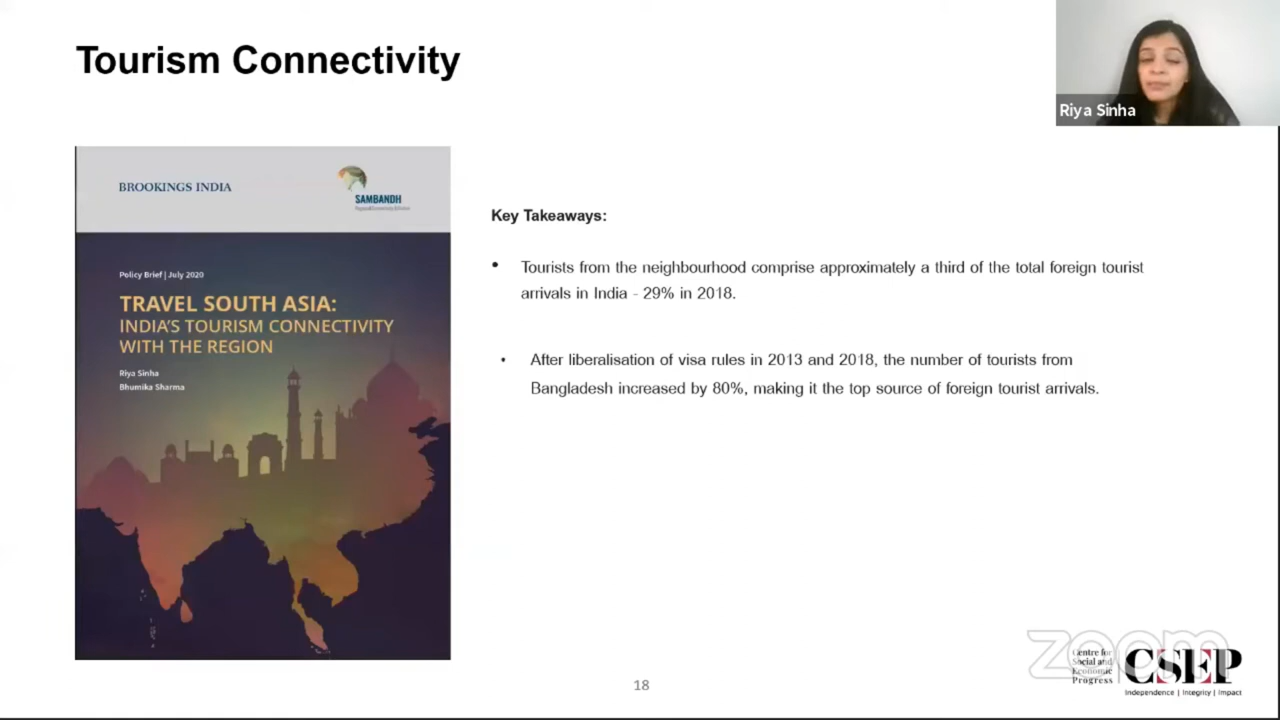 Tourism Connectivity
Riya Sinha
BROOKINGS INDIA
SAMBANDH
Policy Brief | July 2020
TRAVEL SOUTH ASIA:
INDIA'S TOURISM CONNECTIVITY
WITH THE REGION
Riya Sinha
Bhumika Sharma
Key Takeaways:
• Tourists from the neighbourhood comprise approximately a third of the total foreign tourist
arrivals in India - 29% in 2018.
• After liberalisation of visa rules in 2013 and 2018, the number of tourists from
Bangladesh increased by 80%, making it the top source of foreign tourist arrivals.
zoom
Centre for
Social and
Economic
Progress
CSEP
Independence | Integrity | Impact
18